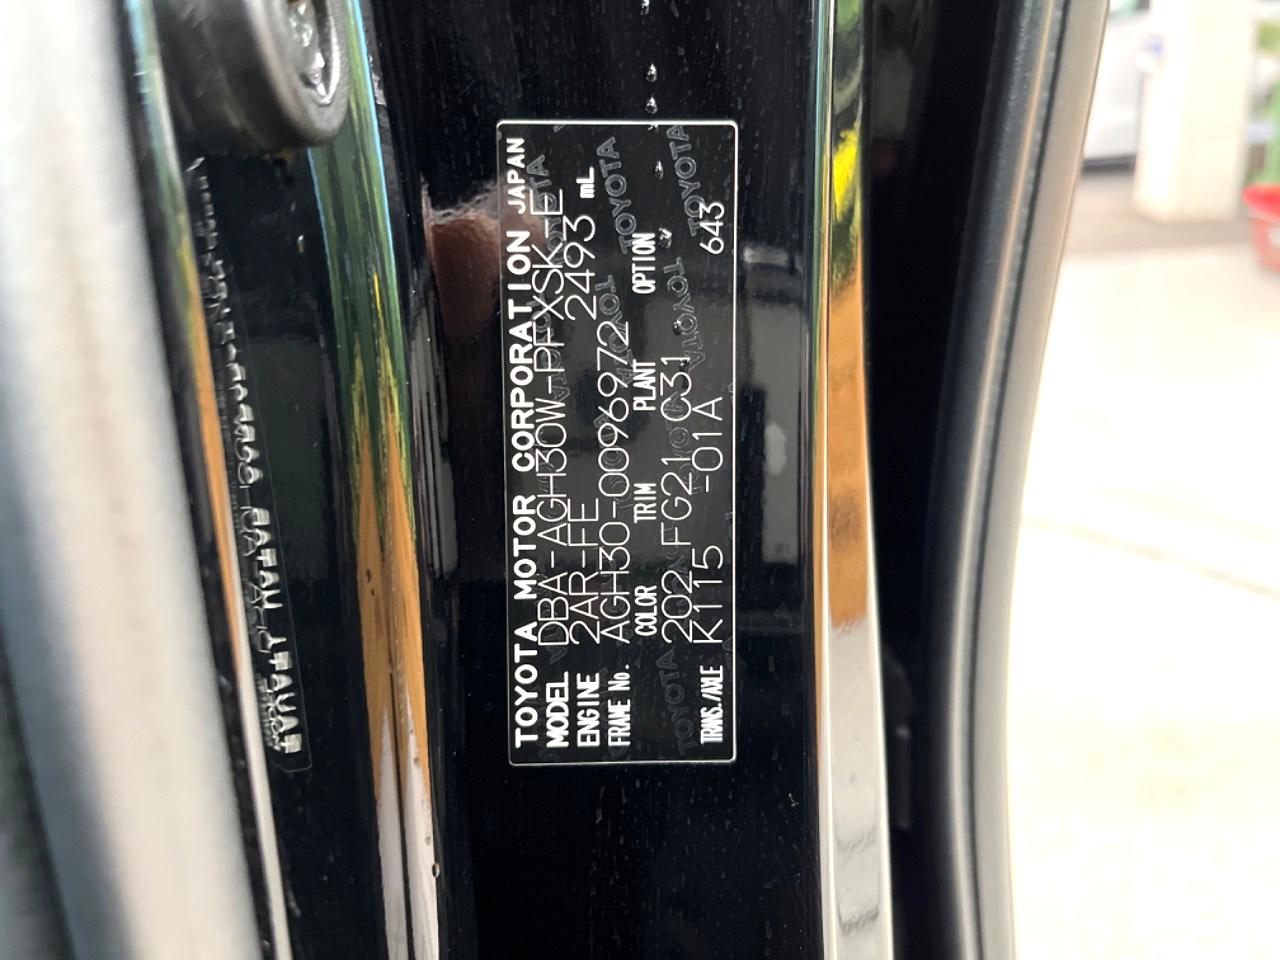 TOYOTA MOTOR CORPORATION JAPAN
MODEL DBA-AGH30W-PFXSK-E
ENGINE 2AR-FE 2493 mL
FRAME No. AGH30-0096972
COLOR TRIM PLANT OPTION
202 FG21 C31
TRANS./AXLE K115 -01A 643